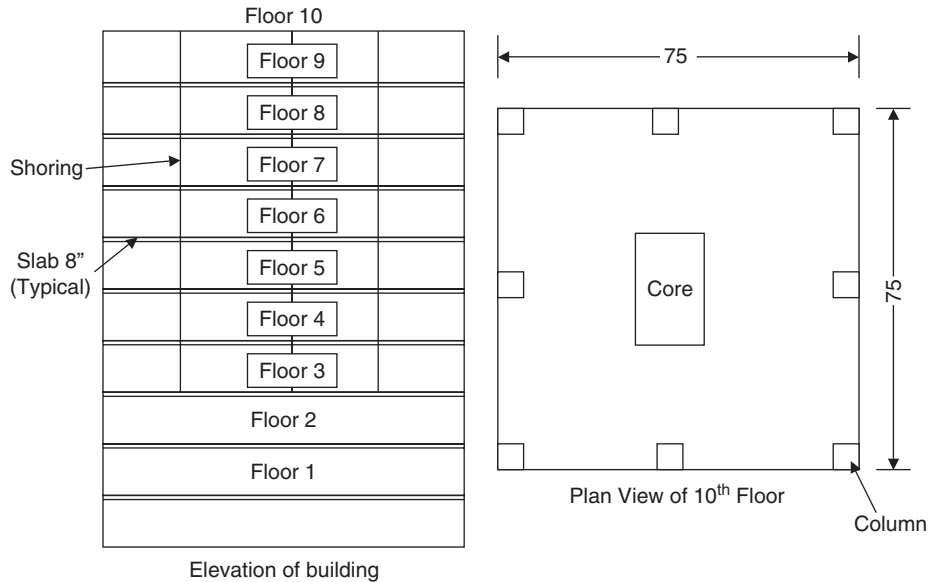 Floor 10
Floor 9
Floor 8
Floor 7
Floor 6
Floor 5
Floor 4
Floor 3
Floor 2
Floor 1
Shoring
Slab 8”
(Typical)
Elevation of building
75
75
Core
Plan View of 10th Floor
Column